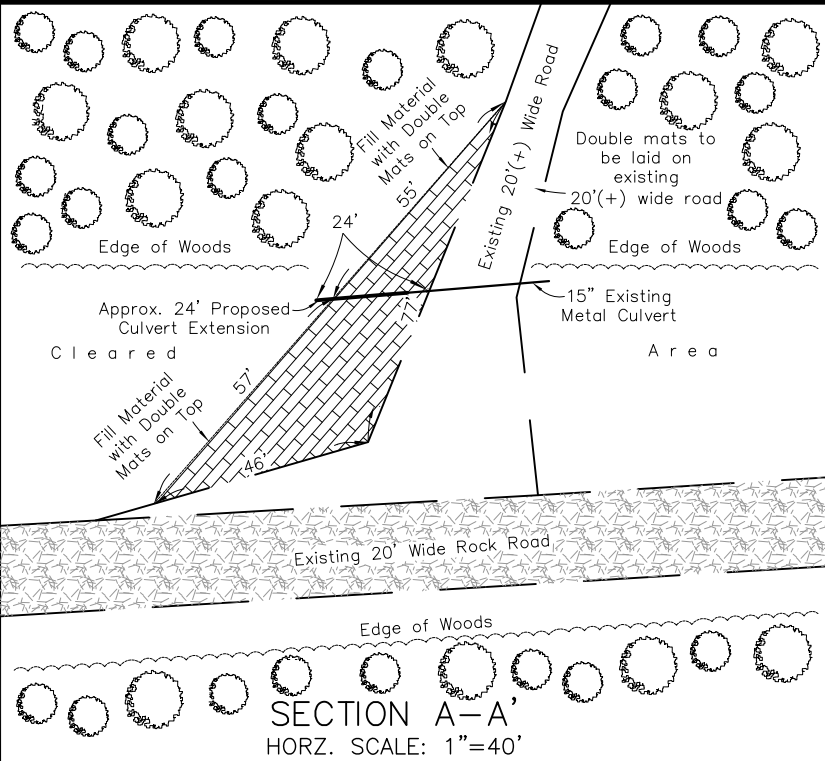 Fill Material
with Double
Mats on Top
55'
Existing 20'(+) Wide Road
Double mats to
be laid on
existing
20'(+) wide road
24'
Edge of Woods
Edge of Woods
Approx. 24' Proposed
Culvert Extension
77'
15" Existing
Metal Culvert
Cleared
Area
57'
Fill Material
with Double
Mats on Top
46'
Existing 20' Wide Rock Road
Edge of Woods
SECTION A-A'
HORZ. SCALE: 1"=40'